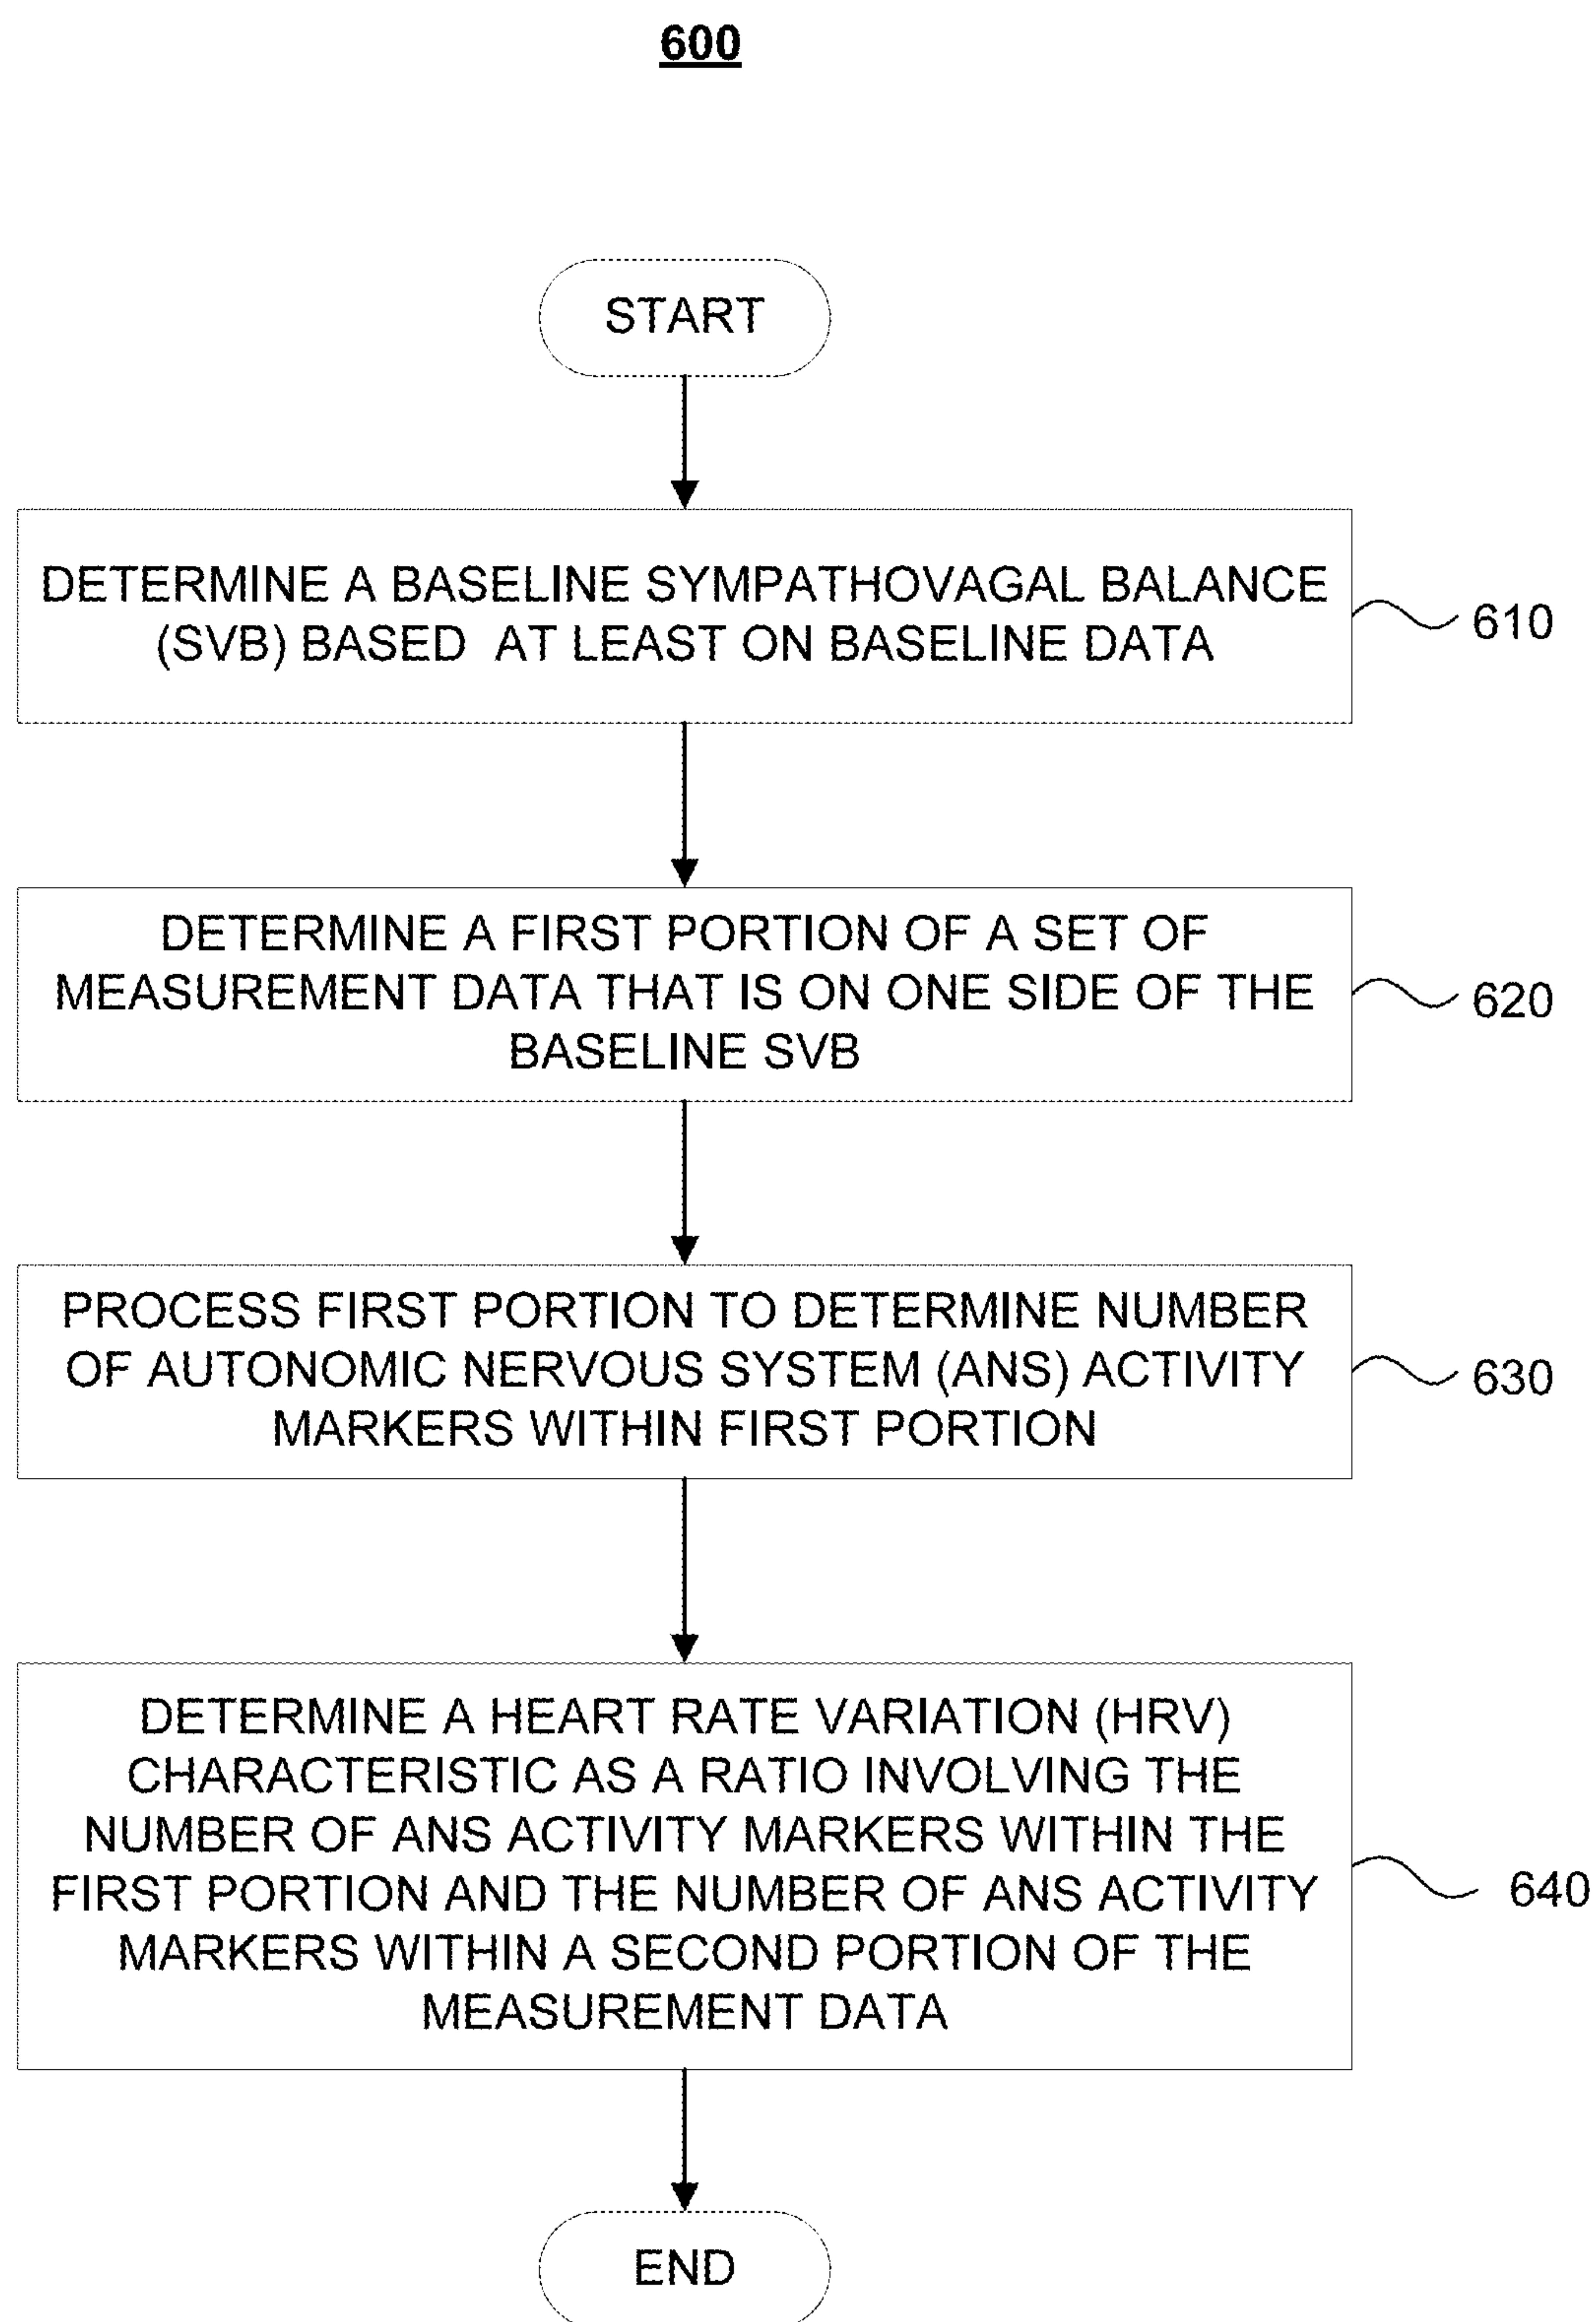 600
START
DETERMINE A BASELINE SYMPATHOVAGAL BALANCE
(SVB) BASED AT LEAST ON BASELINE DATA
610
DETERMINE A FIRST PORTION OF A SET OF
MEASUREMENT DATA THAT IS ON ONE SIDE OF THE
BASELINE SVB
620
PROCESS FIRST PORTION TO DETERMINE NUMBER
OF AUTONOMIC NERVOUS SYSTEM (ANS) ACTIVITY
MARKERS WITHIN FIRST PORTION
630
DETERMINE A HEART RATE VARIATION (HRV)
CHARACTERISTIC AS A RATIO INVOLVING THE
NUMBER OF ANS ACTIVITY MARKERS WITHIN THE
FIRST PORTION AND THE NUMBER OF ANS ACTIVITY
MARKERS WITHIN A SECOND PORTION OF THE
MEASUREMENT DATA
640
END